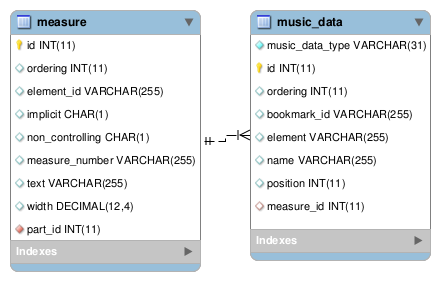 measure
id INT(11)
ordering INT(11)
element_id VARCHAR(255)
implicit CHAR(1)
non_controlling CHAR(1)
measure_number VARCHAR(255)
text VARCHAR(255)
width DECIMAL(12,4)
part_id INT(11)
Indexes
music_data
music_data_type VARCHAR(31)
id INT(11)
ordering INT(11)
bookmark_id VARCHAR(255)
element VARCHAR(255)
name VARCHAR(255)
position INT(11)
measure_id INT(11)
Indexes